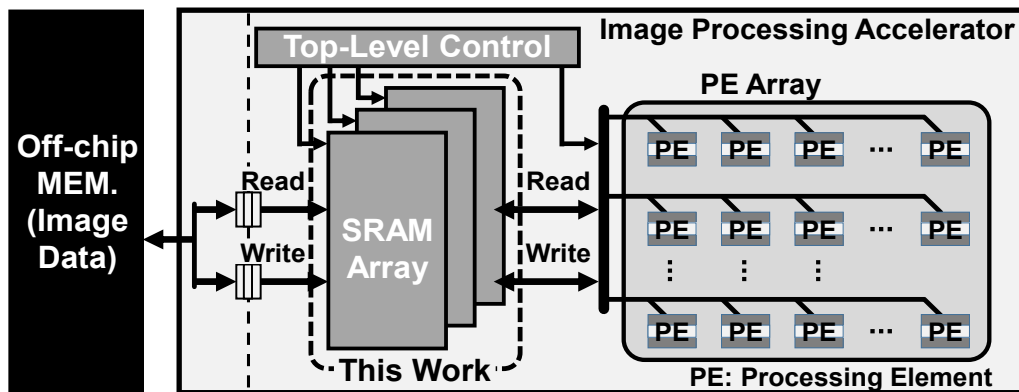 Image Processing Accelerator
Top-Level Control
PE Array
Off-chip
MEM.
(Image
Data)
Read
Write
SRAM
Array
Read
Write
PE PE PE ... PE
PE PE PE ... PE
⋮ ⋮ ⋮
PE PE PE ... PE
This Work
PE: Processing Element